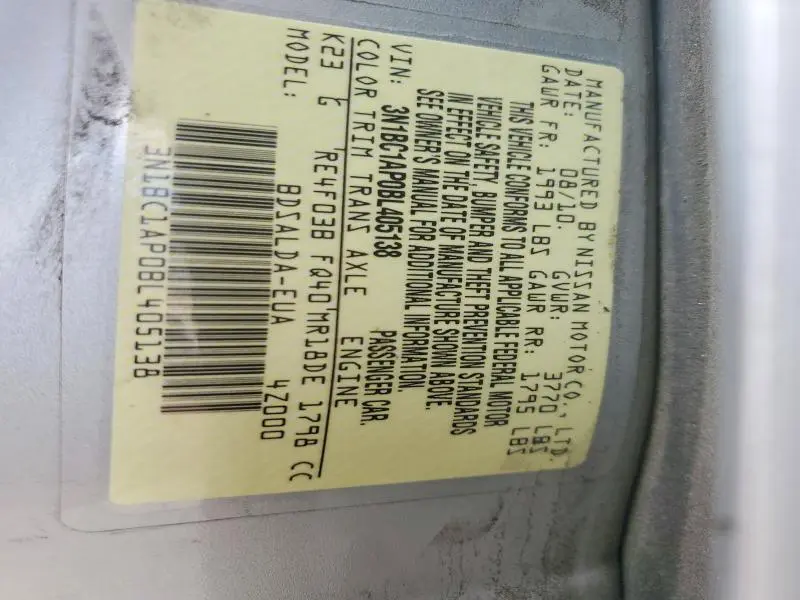 MANUFACTURED BY NISSAN MOTOR CO., LTD.
DATE: 08/10. GVWR: 3770 LBS
GAWR FR: 1993 LBS GAWR RR: 1795 LBS
THIS VEHICLE CONFORMS TO ALL APPLICABLE FEDERAL MOTOR
VEHICLE SAFETY, BUMPER AND THEFT PREVENTION STANDARDS
IN EFFECT ON THE DATE OF MANUFACTURE SHOWN ABOVE.
SEE OWNER'S MANUAL FOR ADDITIONAL INFORMATION.
VIN: 3N1BC1AP0BL405138 PASSENGER CAR.
COLOR TRIM TRANS AXLE ENGINE
K23 G RE4F03B FQ40 MR18DE 1798 CC
MODEL: BDSALDA-EUA 4Z000
3N1BC1AP0BL405138